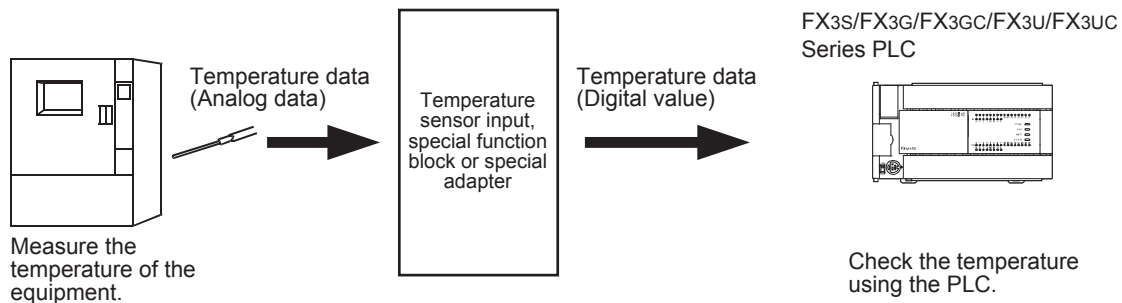 FX3S/FX3G/FX3GC/FX3U/FX3UC
Series PLC
Temperature data
(Analog data)
Temperature
sensor input,
special function
block or special
adapter
Temperature data
(Digital value)
Measure the
temperature of the
equipment.
Check the temperature
using the PLC.